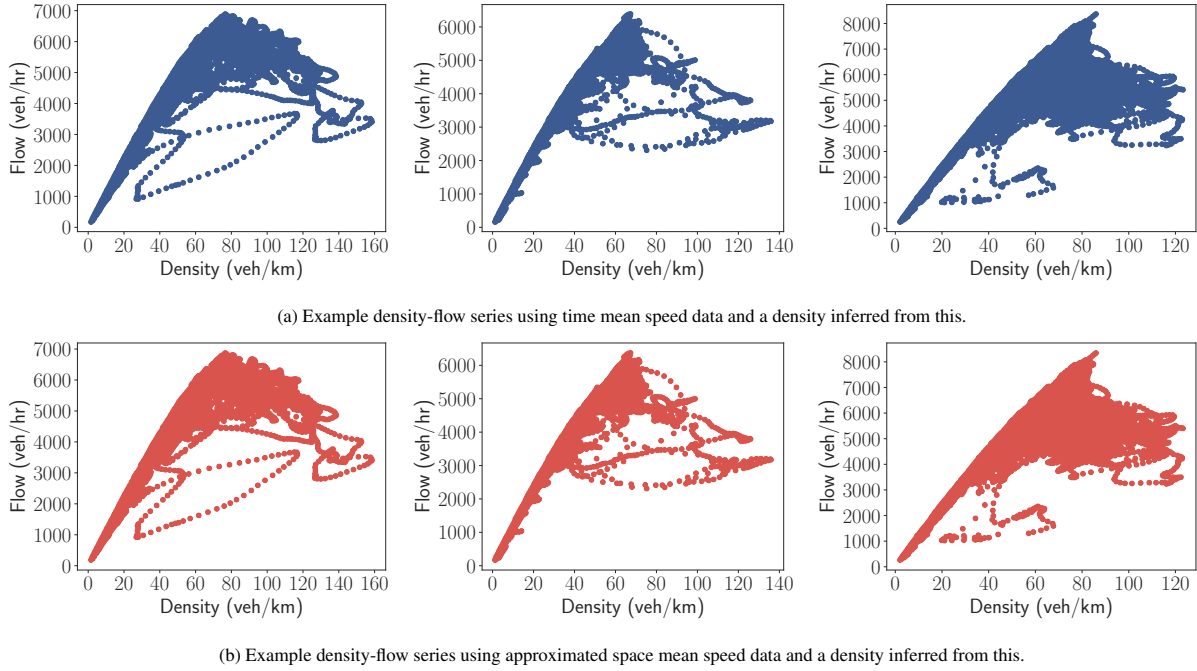 7000
6000
5000
4000
3000
2000
1000
0
Flow (veh/hr)
0 20 40 60 80 100 120 140 160
Density (veh/km)
6000
5000
4000
3000
2000
1000
0
Flow (veh/hr)
0 20 40 60 80 100 120 140
Density (veh/km)
8000
7000
6000
5000
4000
3000
2000
1000
0
Flow (veh/hr)
0 20 40 60 80 100 120
Density (veh/km)
(a) Example density-flow series using time mean speed data and a density inferred from this.
7000
6000
5000
4000
3000
2000
1000
0
Flow (veh/hr)
0 20 40 60 80 100 120 140 160
Density (veh/km)
6000
5000
4000
3000
2000
1000
0
Flow (veh/hr)
0 20 40 60 80 100 120 140
Density (veh/km)
8000
7000
6000
5000
4000
3000
2000
1000
0
Flow (veh/hr)
0 20 40 60 80 100 120
Density (veh/km)
(b) Example density-flow series using approximated space mean speed data and a density inferred from this.